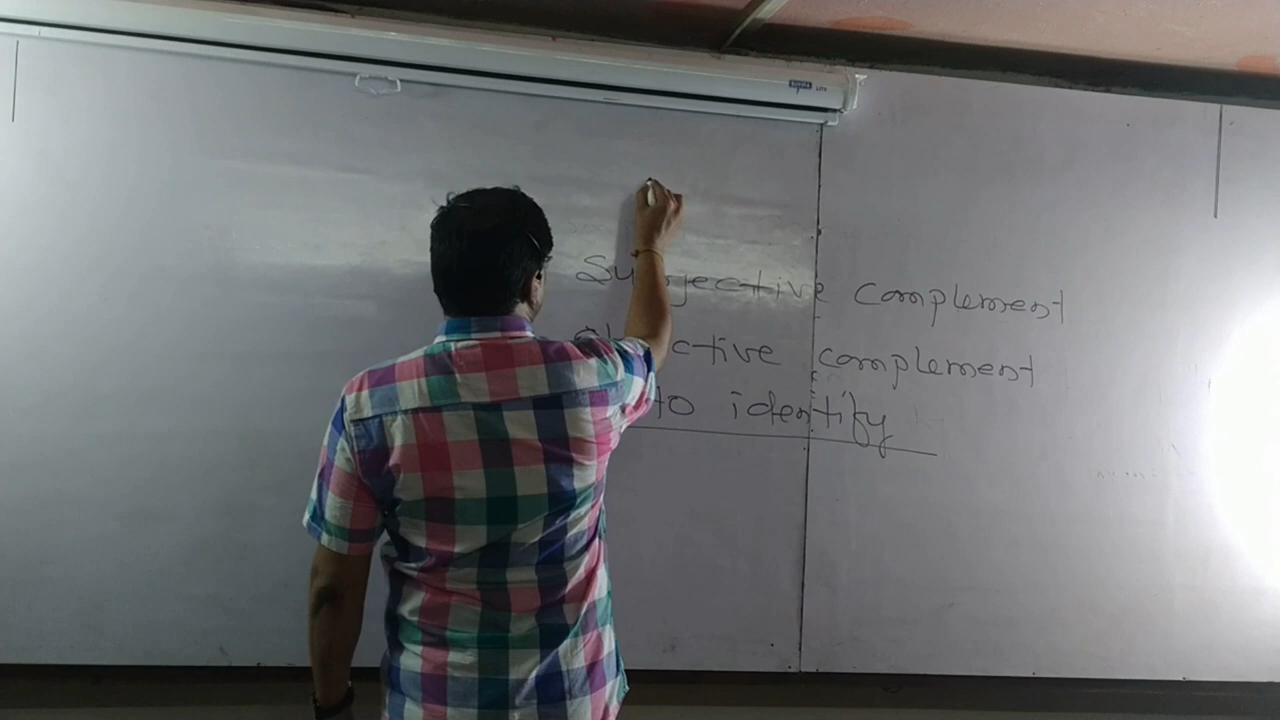 Subjective complement
Objective complement
to identify